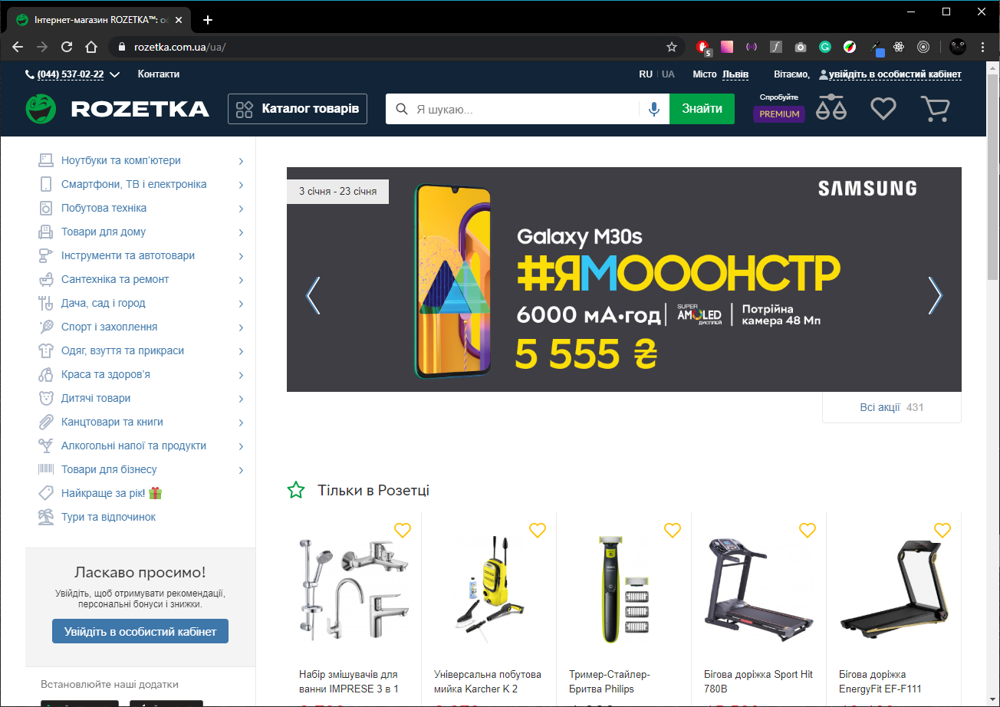 Інтернет-магазин ROZETKA™: ос
rozetka.com.ua/ua/
5
(044) 537-02-22
Контакти
RU | UA
Місто Львів
Вітаємо, увійдіть в особистий кабінет
ROZETKA
Каталог товарів
Я шукаю...
Знайти
Спробуйте
PREMIUM
Ноутбуки та комп'ютери
Смартфони, ТВ і електроніка
Побутова техніка
Товари для дому
Інструменти та автотовари
Сантехніка та ремонт
Дача, сад і город
Спорт і захоплення
Одяг, взуття та прикраси
Краса та здоров'я
Дитячі товари
Канцтовари та книги
Алкогольні напої та продукти
Товари для бізнесу
Найкраще за рік!
Тури та відпочинок
Ласкаво просимо!
Увійдіть, щоб отримувати рекомендації,
персональні бонуси і знижки.
Увійдіть в особистий кабінет
Встановлюйте наші додатки
3 січня - 23 січня
SAMSUNG
Galaxy M30s
#ЯМОООНСТР
6000 мА•год
SUPER
AMOLED
ДИСПЛЕЙ
Потрійна
камера 48 Мп
5 555 ₴
Всі акції 431
Тільки в Розетці
Набір змішувачів для
ванни IMPRESE 3 в 1
Універсальна побутова
мийка Karcher K 2
Тример-Стайлер-
Бритва Philips
Бігова доріжка Sport Hit
780B
Бігова доріжка
EnergyFit EF-F111